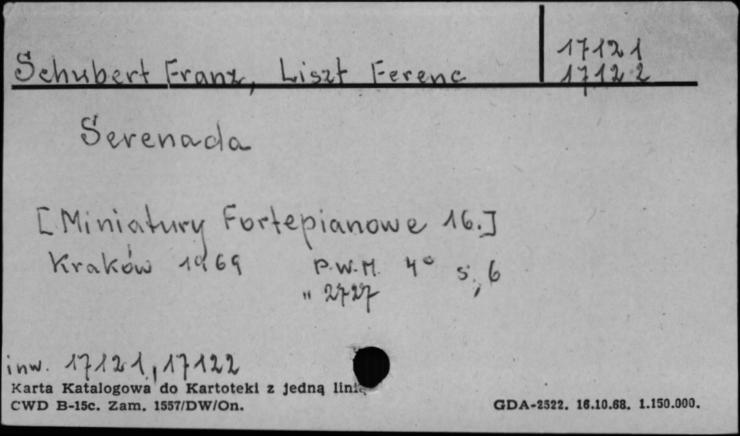 17121
Schubert Franz, Liszt Ferenc 17122
Serenada
[Miniatury Fortepianowe 16.]
Kraków 1969 P.W.M. 4° s, 6
" 2727
inw. 17121, 17122
Karta Katalogowa do Kartoteki z jedną linią
CWD B-15c. Zam. 1557/DW/On. GDA-2522. 16.10.68. 1.150.000.